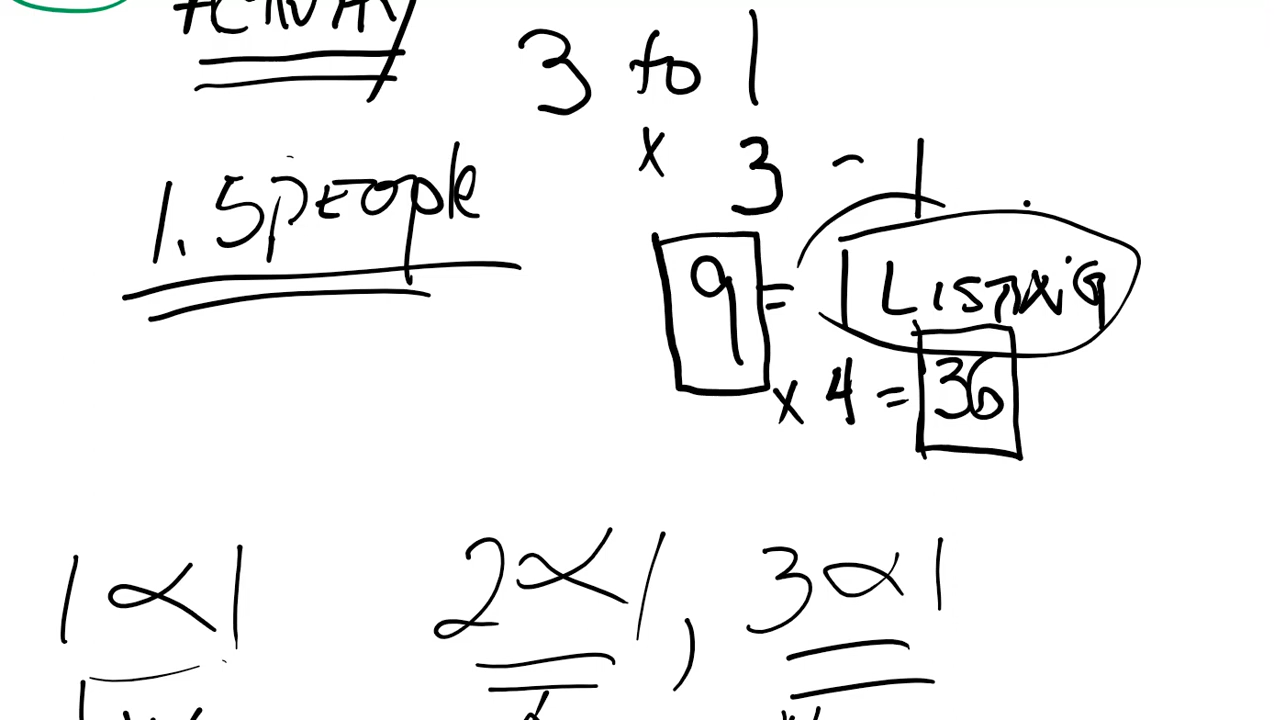 ACTIVITY
3 to 1
x 3 - 1
1.5 people
9 = 1 LISTING
x 4 = 36
1 α 1 2 α 1, 3 α 1